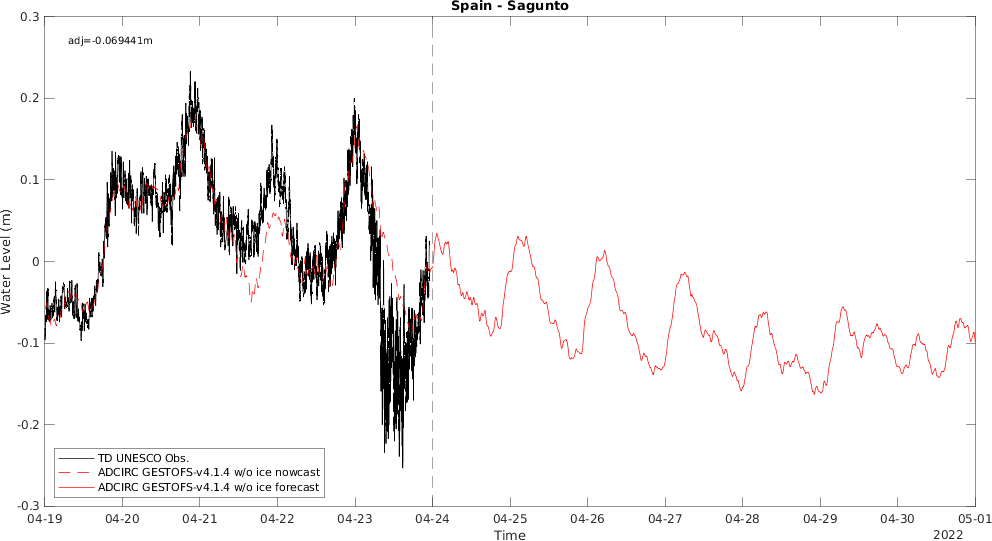 Spain - Sagunto
adj=-0.069441m
Water Level (m)
0.3
0.2
0.1
0
-0.1
-0.2
-0.3
TD UNESCO Obs.
ADCIRC GESTOFS-v4.1.4 w/o ice nowcast
ADCIRC GESTOFS-v4.1.4 w/o ice forecast
04-19 04-20 04-21 04-22 04-23 04-24 04-25 04-26 04-27 04-28 04-29 04-30 05-01
Time
2022